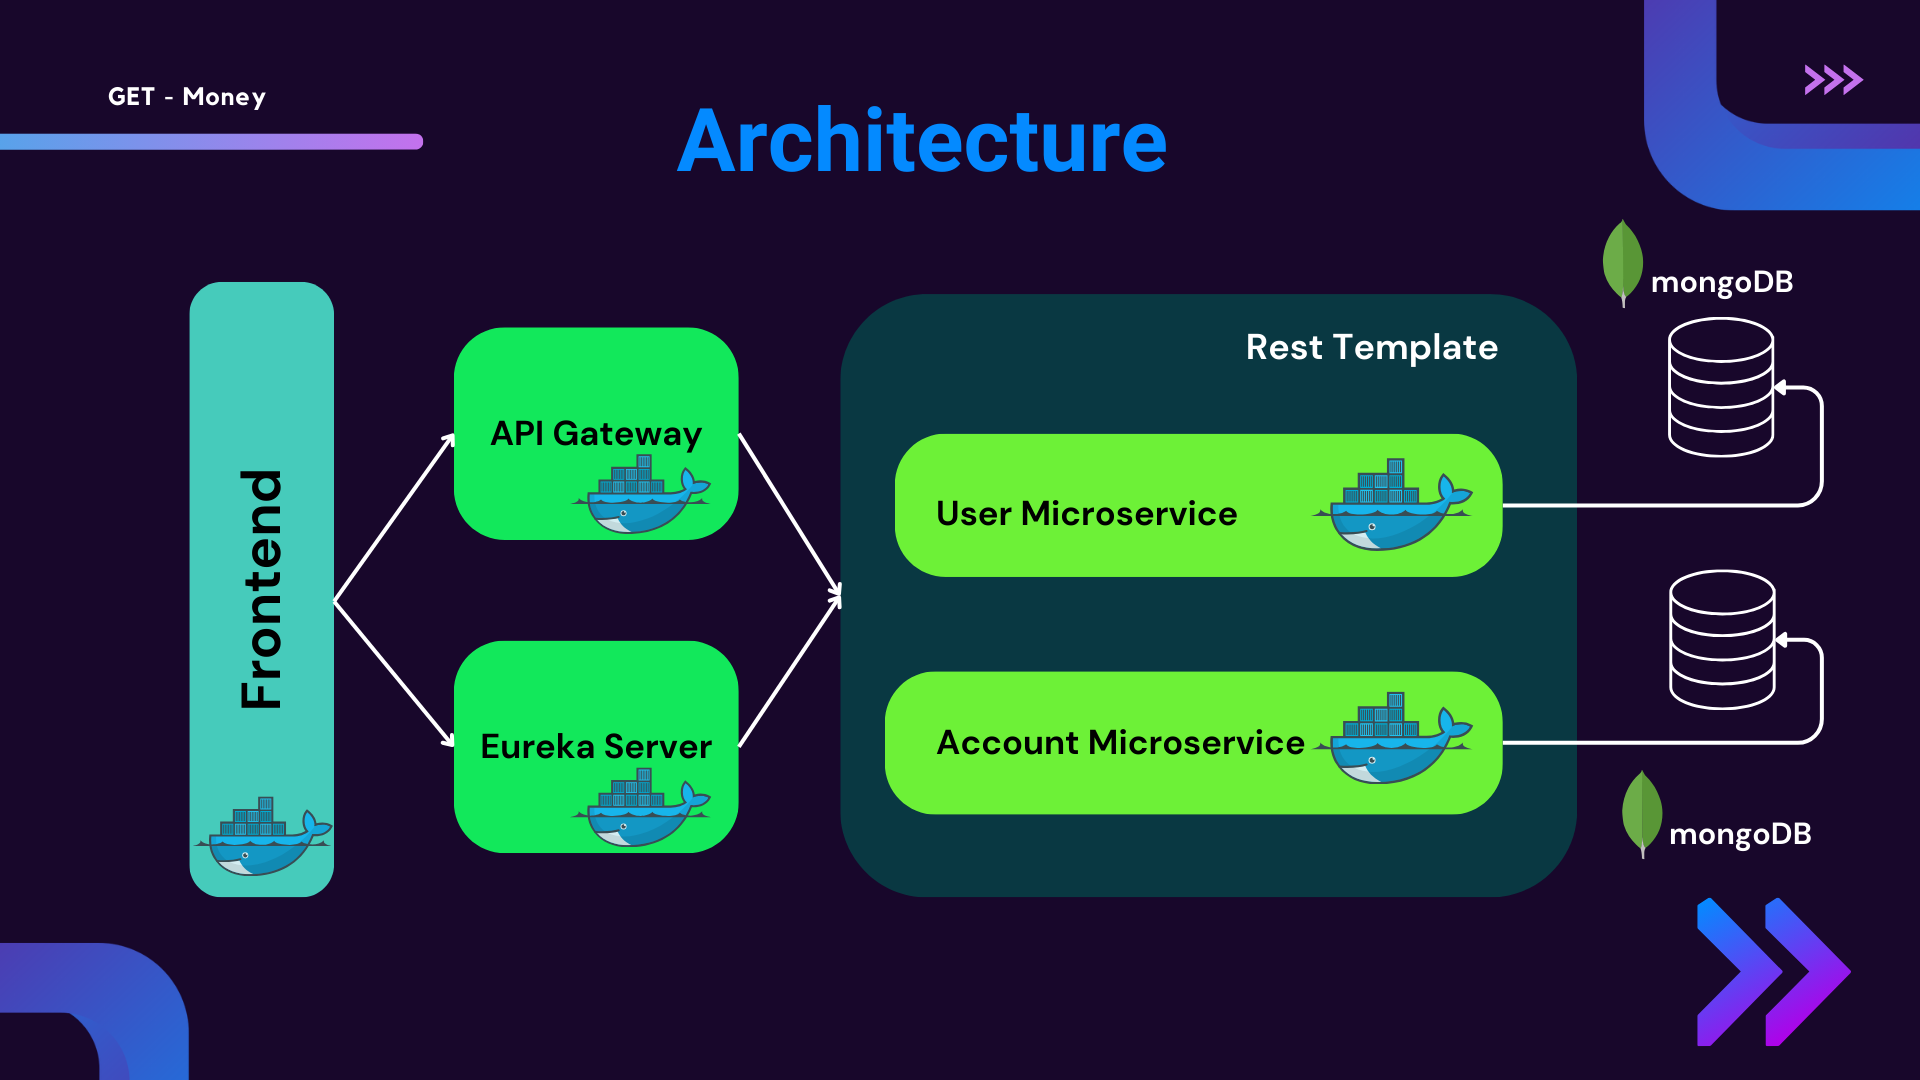 GET - Money
Architecture
mongoDB
Rest Template
API Gateway
User Microservice
Frontend
Eureka Server
Account Microservice
mongoDB